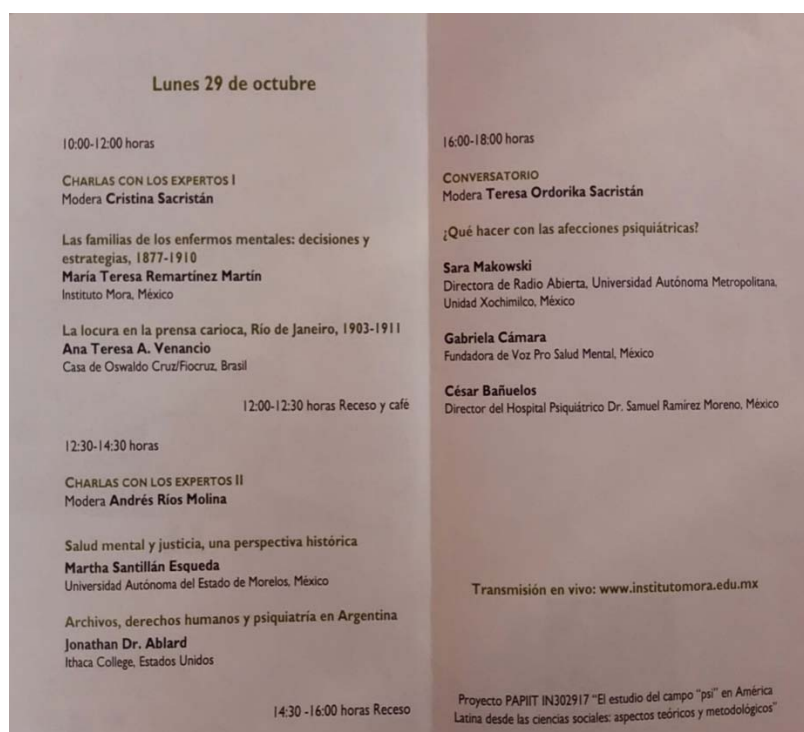 Lunes 29 de octubre
10:00-12:00 horas
CHARLAS CON LOS EXPERTOS I
Modera Cristina Sacristán
Las familias de los enfermos mentales: decisiones y
estrategias, 1877-1910
María Teresa Remartínez Martín
Instituto Mora, México
La locura en la prensa carioca, Río de Janeiro, 1903-1911
Ana Teresa A. Venancio
Casa de Oswaldo Cruz/Fiocruz, Brasil
12:00-12:30 horas Receso y café
12:30-14:30 horas
CHARLAS CON LOS EXPERTOS II
Modera Andrés Ríos Molina
Salud mental y justicia, una perspectiva histórica
Martha Santillán Esqueda
Universidad Autónoma del Estado de Morelos, México
Archivos, derechos humanos y psiquiatría en Argentina
Jonathan Dr. Ablard
Ithaca College, Estados Unidos
14:30 -16:00 horas Receso
16:00-18:00 horas
CONVERSATORIO
Modera Teresa Ordorika Sacristán
¿Qué hacer con las afecciones psiquiátricas?
Sara Makowski
Directora de Radio Abierta, Universidad Autónoma Metropolitana,
Unidad Xochimilco, México
Gabriela Cámara
Fundadora de Voz Pro Salud Mental, México
César Bañuelos
Director del Hospital Psiquiátrico Dr. Samuel Ramírez Moreno, México
Transmisión en vivo: www.institutomora.edu.mx
Proyecto PAPIIT IN302917 "El estudio del campo "psi" en América
Latina desde las ciencias sociales: aspectos teóricos y metodológicos"